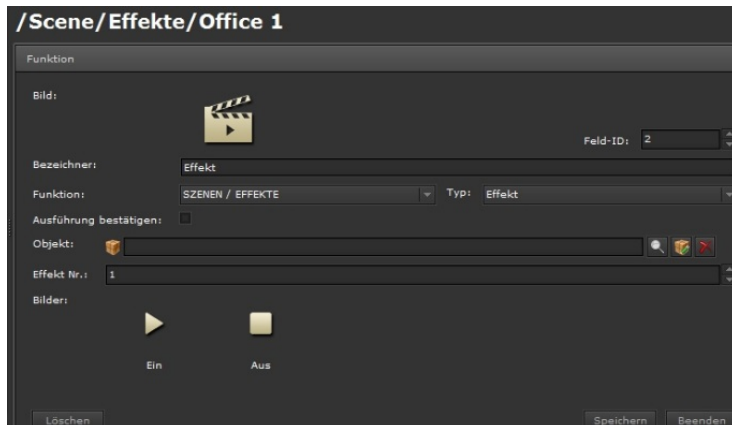 /Scene/Effekte/Office 1
Funktion
Bild:
Feld-ID: 2
Bezeichner: Effekt
Funktion: SZENEN / EFFEKTE Typ: Effekt
Ausführung bestätigen:
Objekt:
Effekt Nr.: 1
Bilder:
Ein Aus
Löschen Speichern Beenden